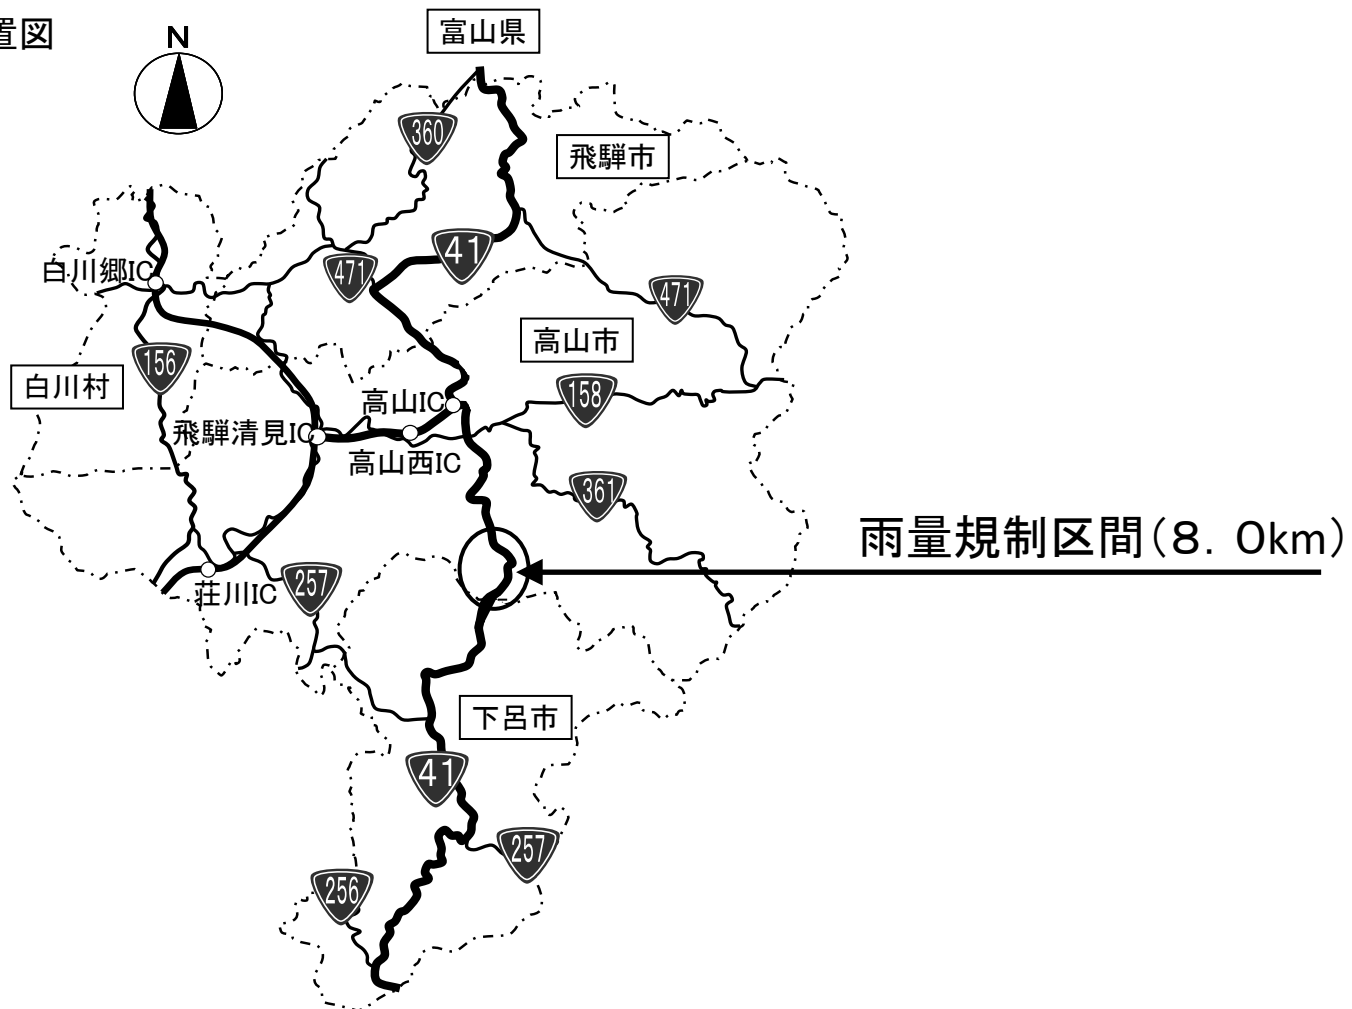 置図
N
富山県
360
飛騨市
41
白川郷IC
471
471
高山市
156
白川村
158
高山IC
飛騨清見IC
高山西IC
361
雨量規制区間(８．０km)
荘川IC
257
下呂市
41
257
256